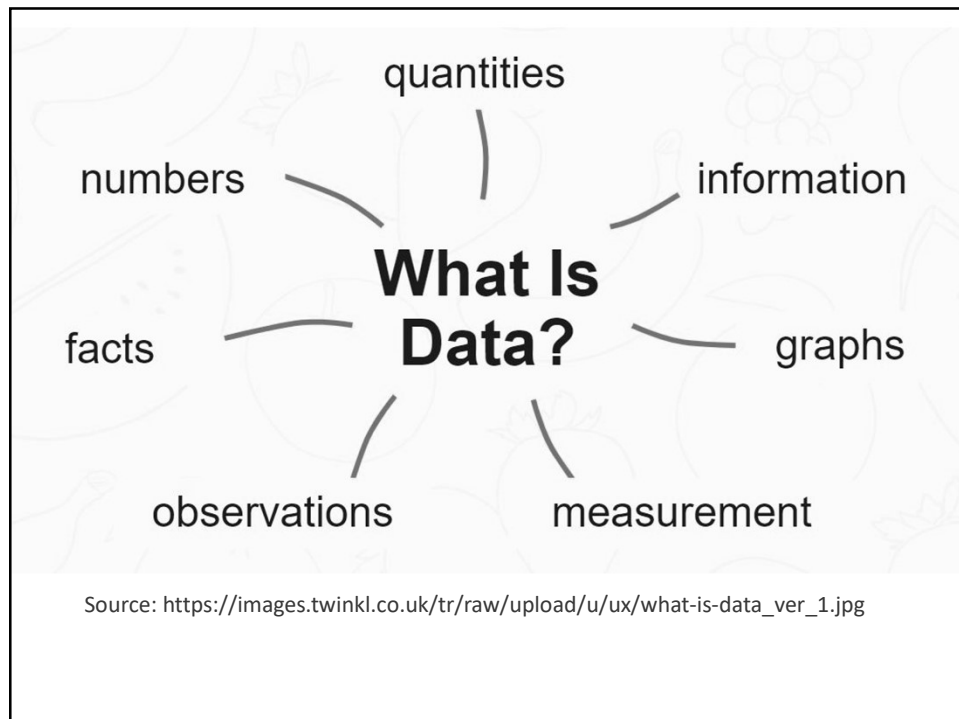 quantities
numbers
information
What Is
Data?
facts
graphs
observations
measurement
Source: https://images.twinkl.co.uk/tr/raw/upload/u/ux/what-is-data_ver_1.jpg